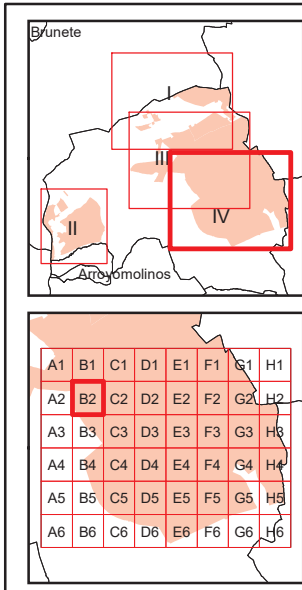 Brunete
I
III
II
IV
Arroyomolinos
A1 B1 C1 D1 E1 F1 G1 H1
A2 B2 C2 D2 E2 F2 G2 H2
A3 B3 C3 D3 E3 F3 G3 H3
A4 B4 C4 D4 E4 F4 G4 H4
A5 B5 C5 D5 E5 F5 G5 H5
A6 B6 C6 D6 E6 F6 G6 H6